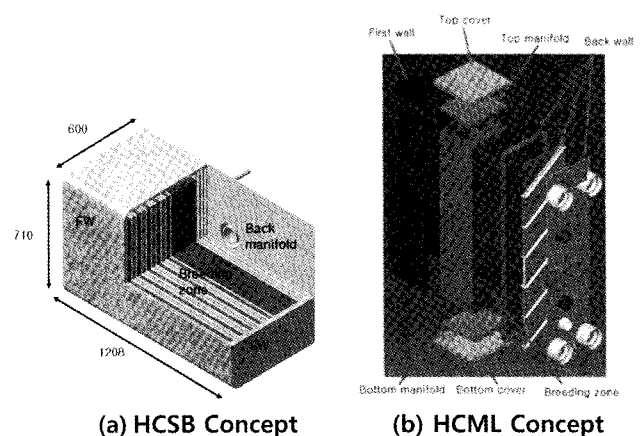 600
710
1208
FW
Back
manifold
Breeding
zone
(a) HCSB Concept
Top cover
First wall
Top manifold
Back wall
Bottom manifold
Bottom cover
Breeding zone
(b) HCML Concept